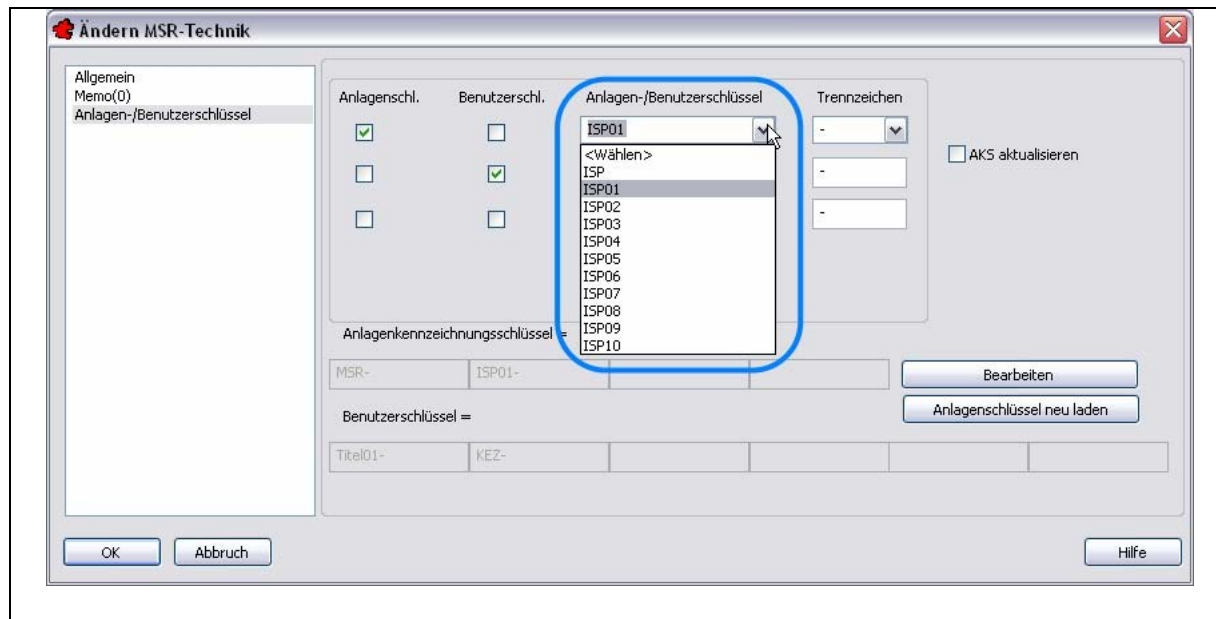 Ändern MSR-Technik
Allgemein
Memo(0)
Anlagen-/Benutzerschlüssel
Anlagenschl. Benutzerschl. Anlagen-/Benutzerschlüssel Trennzeichen
ISP01 -
AKS aktualisieren
<Wählen>
ISP
-
ISP01
ISP02
-
ISP03
ISP04
ISP05
ISP06
ISP07
ISP08
ISP09
ISP10
Anlagenkennzeichnungsschlüssel =
MSR- ISP01-
Bearbeiten
Benutzerschlüssel =
Anlagenschlüssel neu laden
Titel01- KEZ-
OK Abbruch Hilfe